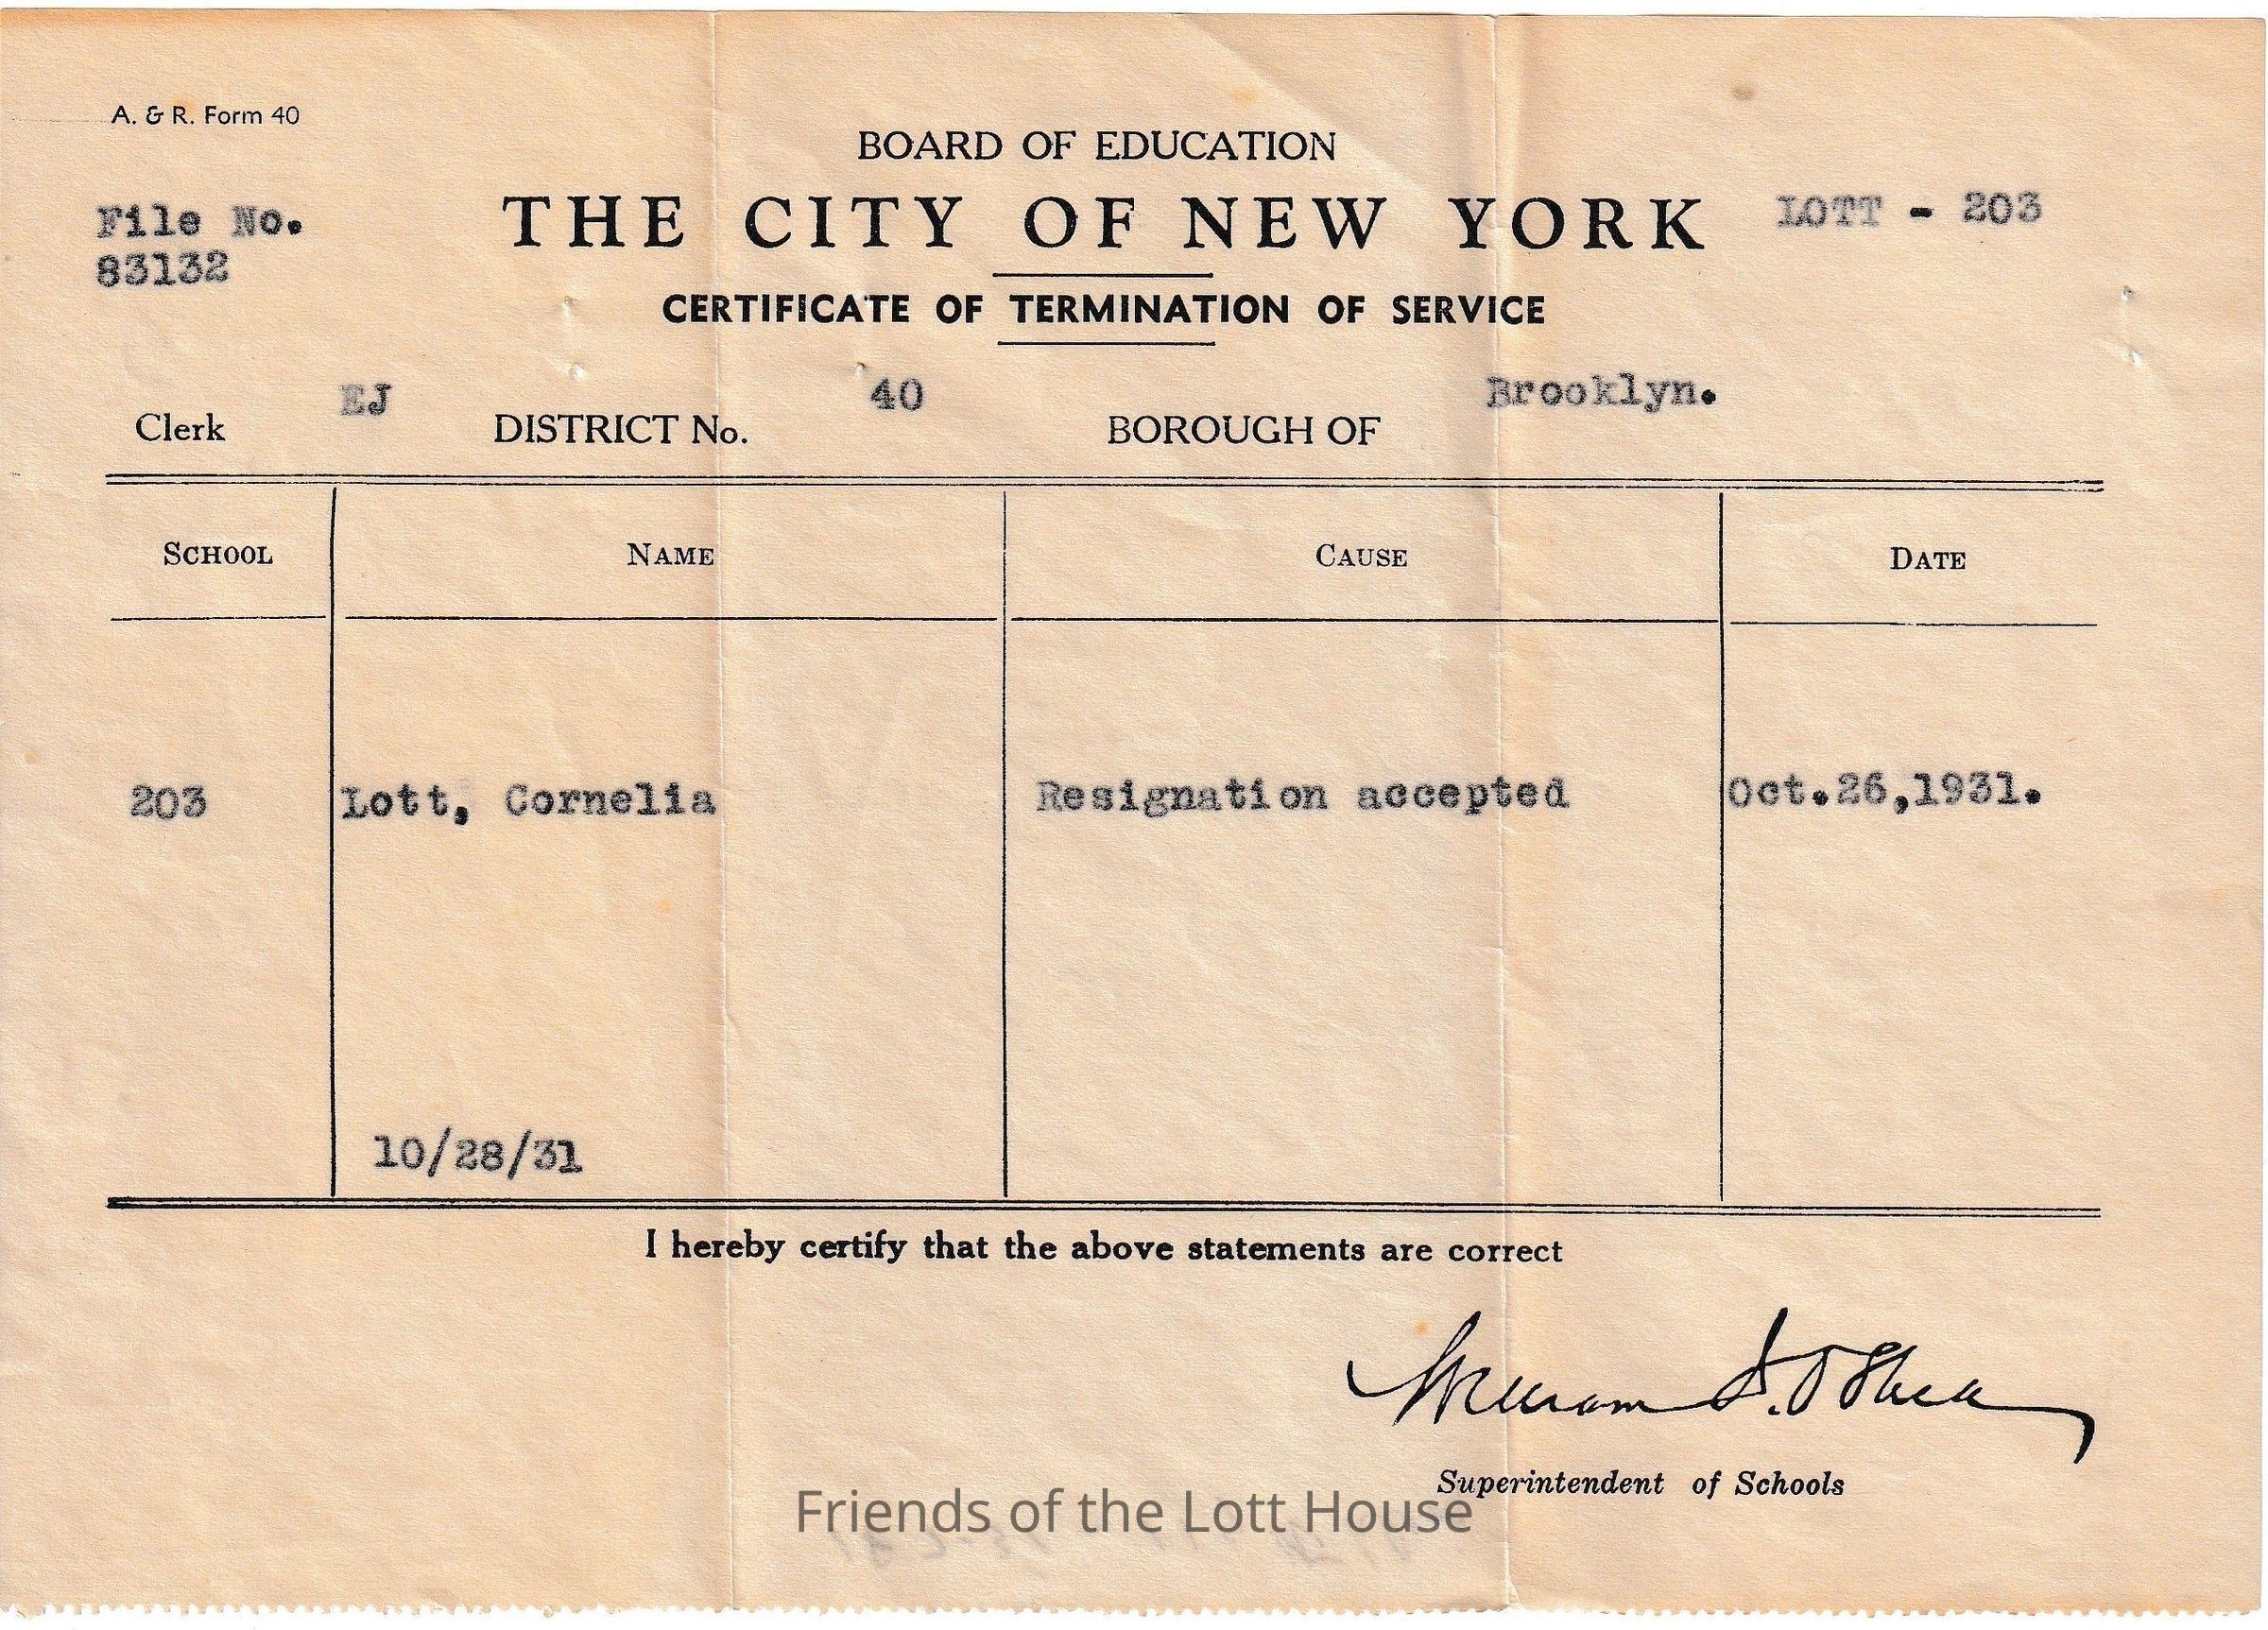 A. & R. Form 40
BOARD OF EDUCATION
File No. THE CITY OF NEW YORK LOTT - 203
83132
CERTIFICATE OF TERMINATION OF SERVICE
Clerk EJ DISTRICT No. 40 BOROUGH OF Brooklyn.
SCHOOL NAME CAUSE DATE
203 Lott, Cornelia Resignation accepted Oct.26,1931.
10/28/31
I hereby certify that the above statements are correct
William J. O'Shea
Superintendent of Schools
Friends of the Lott House